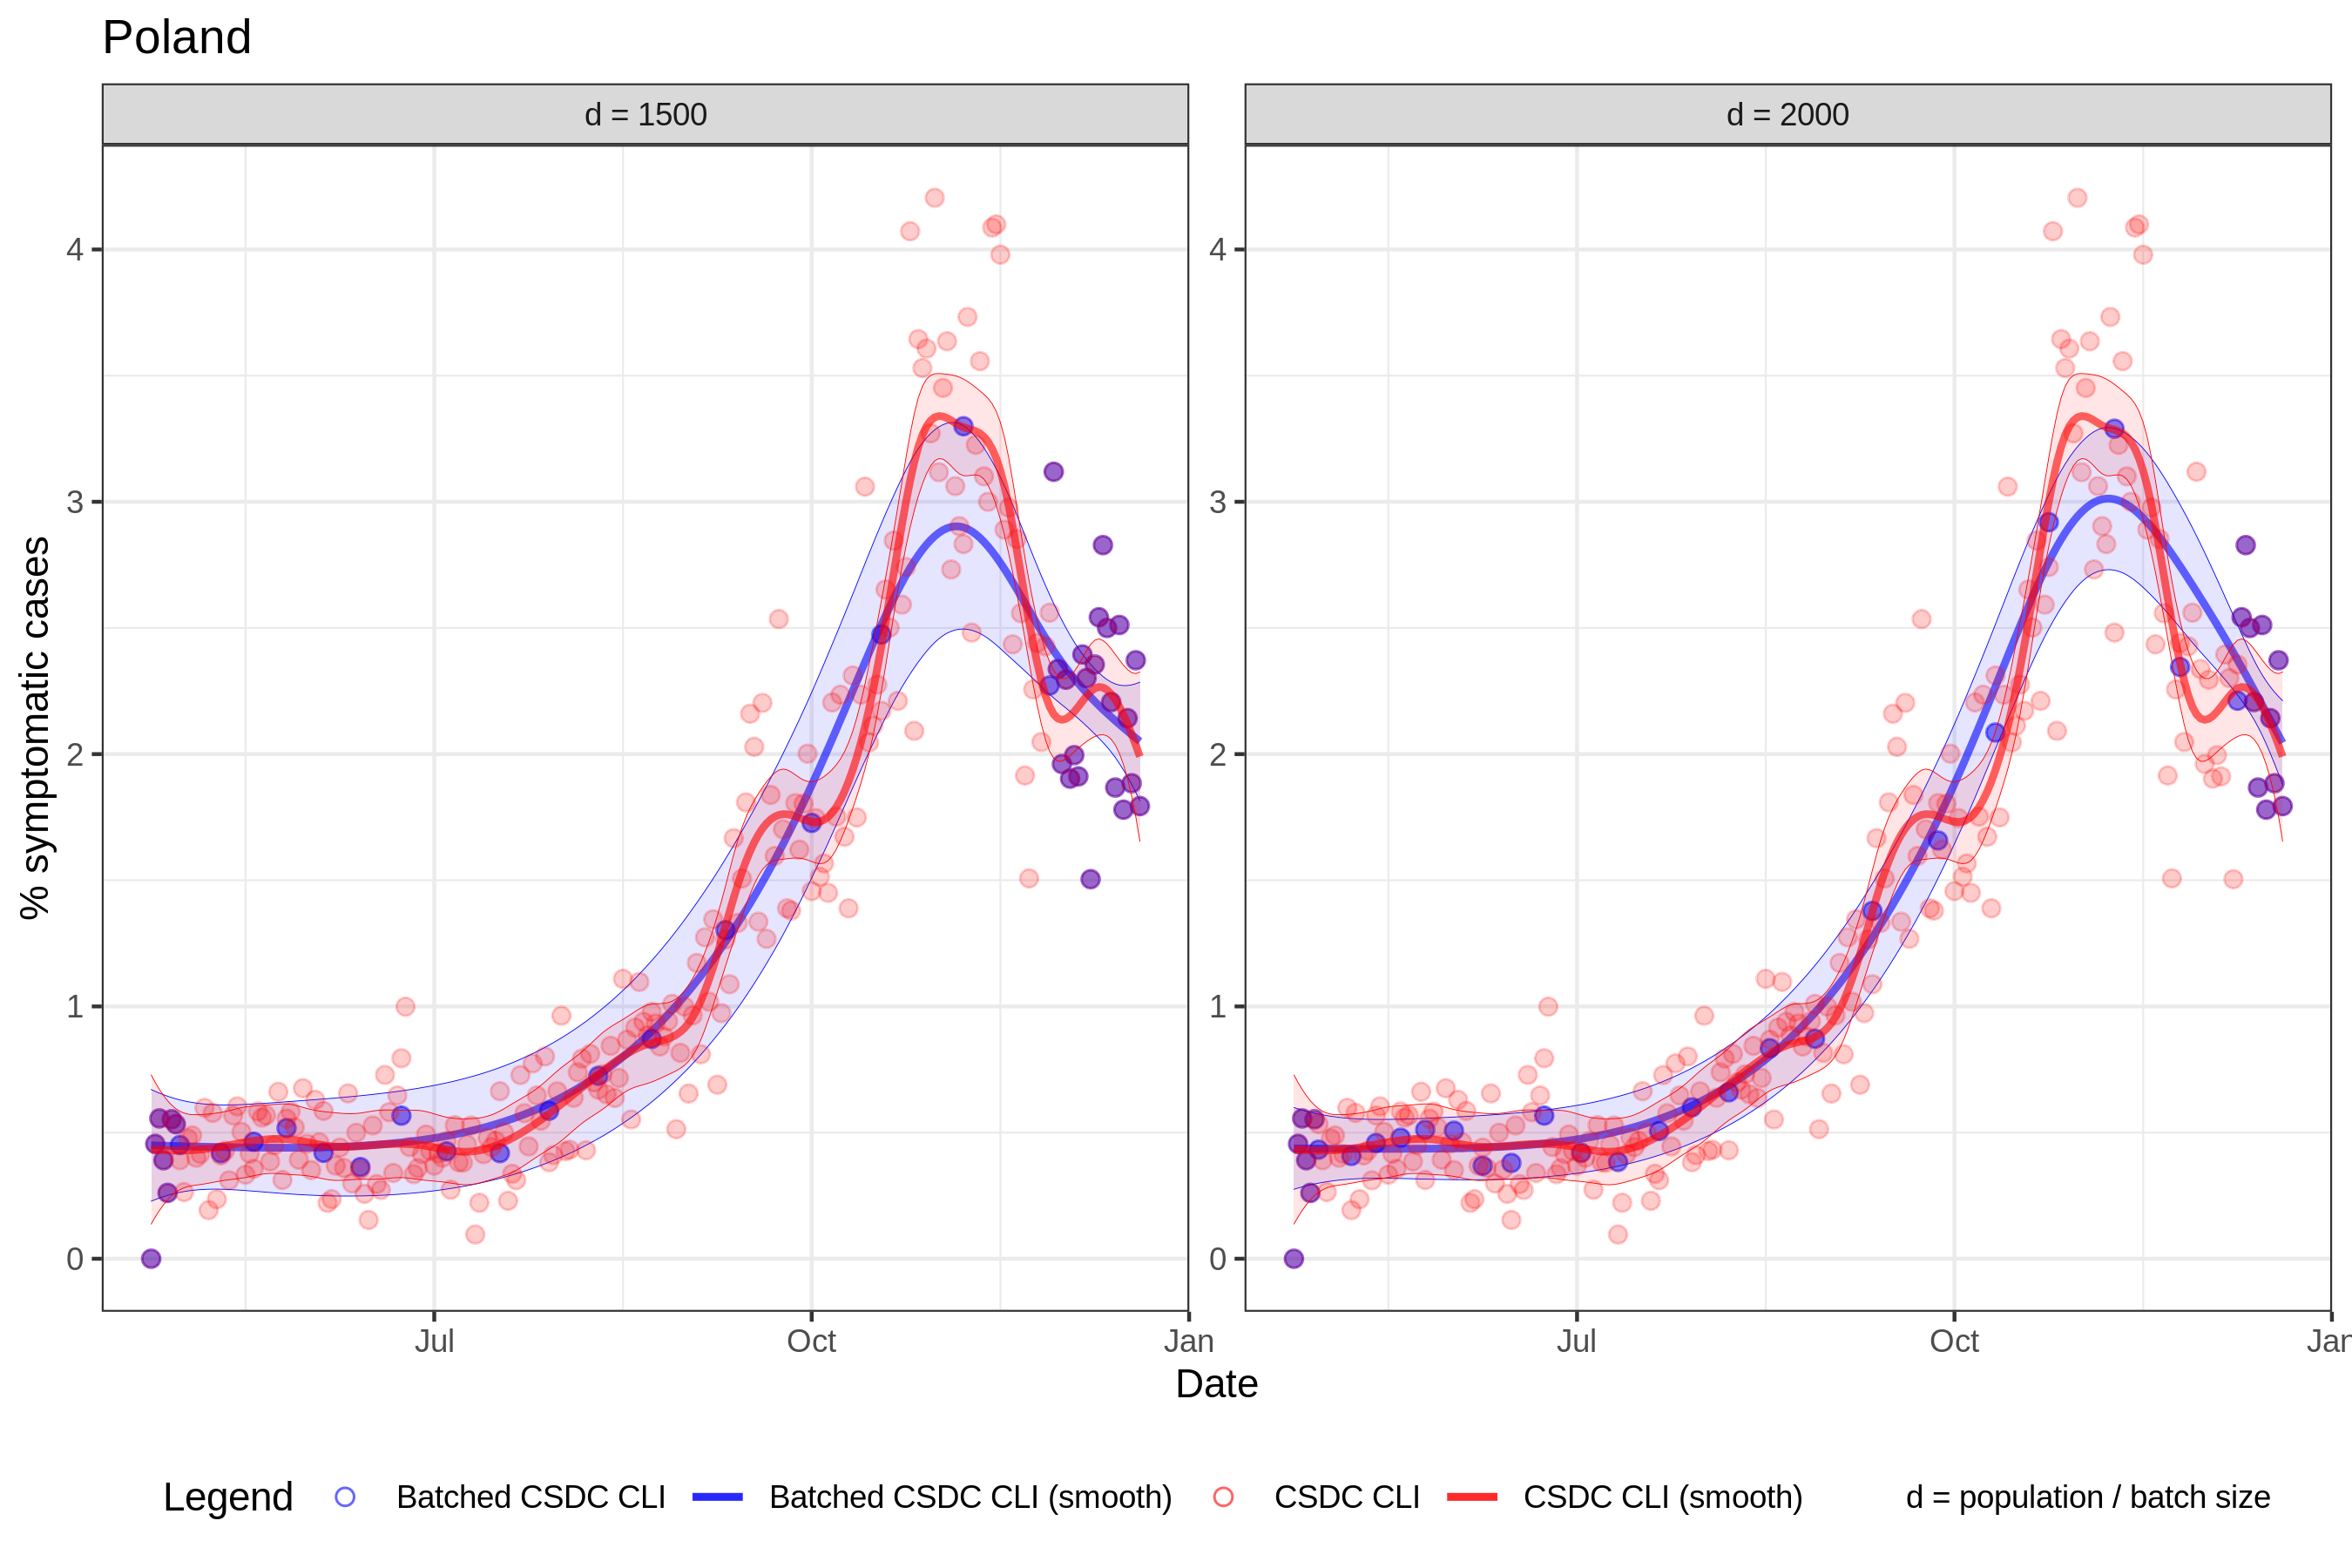 Poland
d = 1500
d = 2000
% symptomatic cases
4
3
2
1
0
4
3
2
1
0
Jul
Oct
Jan
Jul
Oct
Jan
Date
Legend
Batched CSDC CLI
Batched CSDC CLI (smooth)
CSDC CLI
CSDC CLI (smooth)
d = population / batch size